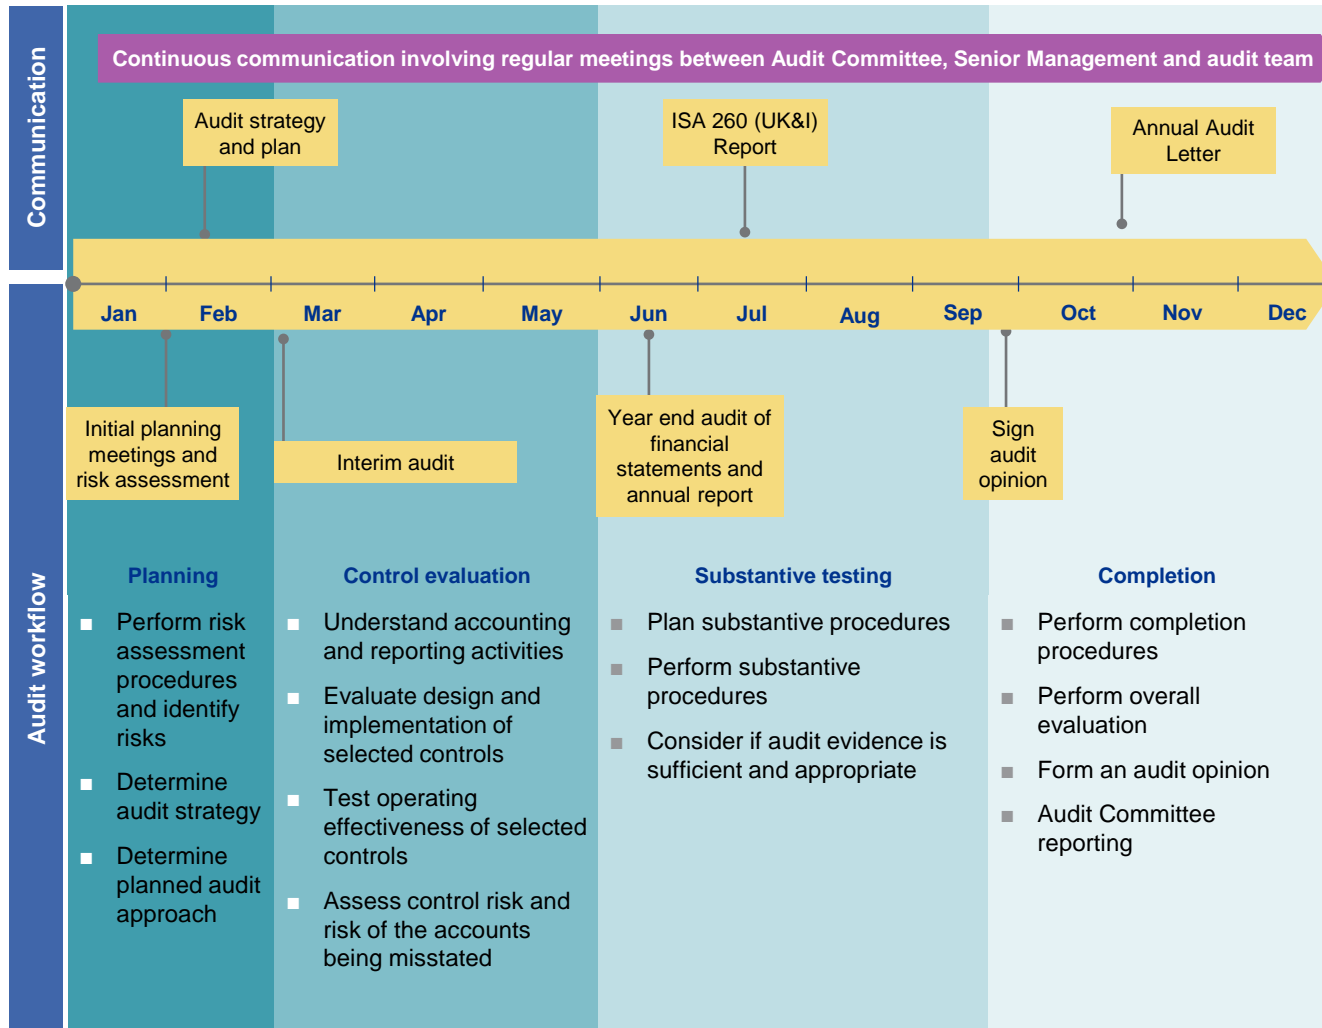 Communication
Continuous communication involving regular meetings between Audit Committee, Senior Management and audit team
Audit strategy
and plan
ISA 260 (UK&I)
Report
Annual Audit
Letter
Jan Feb Mar Apr May Jun Jul Aug Sep Oct Nov Dec
Audit workflow
Initial planning
meetings and
risk assessment
Interim audit
Year end audit of
financial
statements and
annual report
Sign
audit
opinion
Planning
■ Perform risk
assessment
procedures
and identify
risks
■ Determine
audit strategy
■ Determine
planned audit
approach
Control evaluation
■ Understand accounting
and reporting activities
■ Evaluate design and
implementation of
selected controls
■ Test operating
effectiveness of selected
controls
■ Assess control risk and
risk of the accounts
being misstated
Substantive testing
■ Plan substantive procedures
■ Perform substantive
procedures
■ Consider if audit evidence is
sufficient and appropriate
Completion
■ Perform completion
procedures
■ Perform overall
evaluation
■ Form an audit opinion
■ Audit Committee
reporting